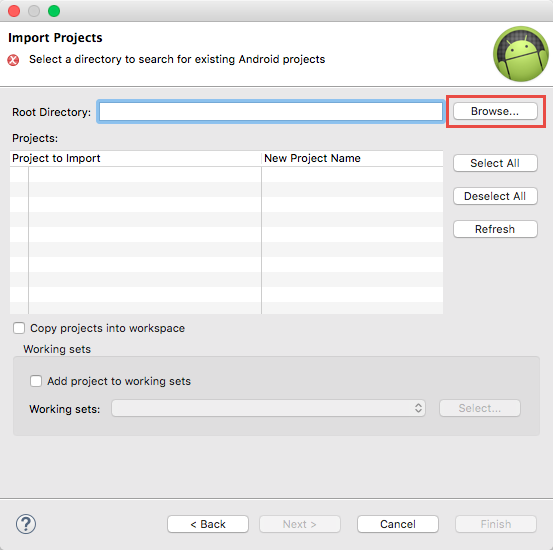 Import Projects
Select a directory to search for existing Android projects
Root Directory:
Browse...
Projects:
Project to Import
New Project Name
Select All
Deselect All
Refresh
Copy projects into workspace
Working sets
Add project to working sets
Working sets:
Select...
?
< Back
Next >
Cancel
Finish